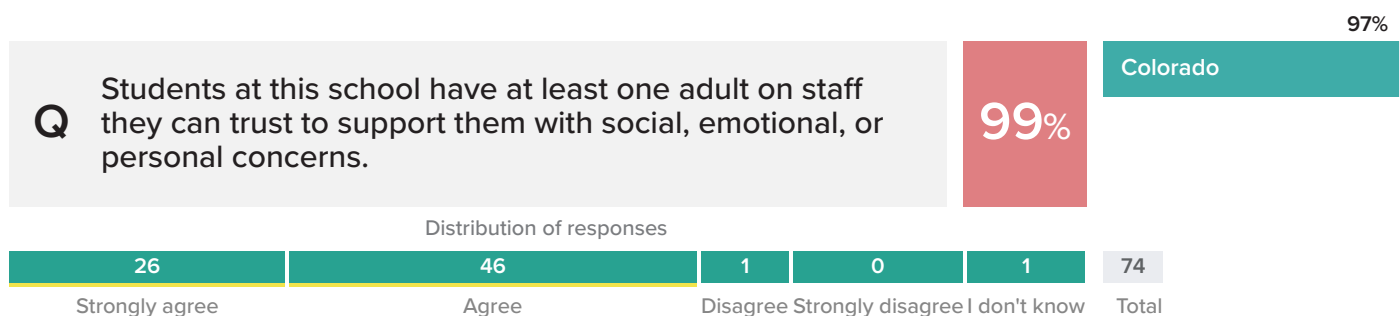 97%
Q
Students at this school have at least one adult on staff
they can trust to support them with social, emotional, or
personal concerns.
99%
Colorado
Distribution of responses
26 46 1 0 1 74
Strongly agree Agree Disagree Strongly disagree I don't know Total